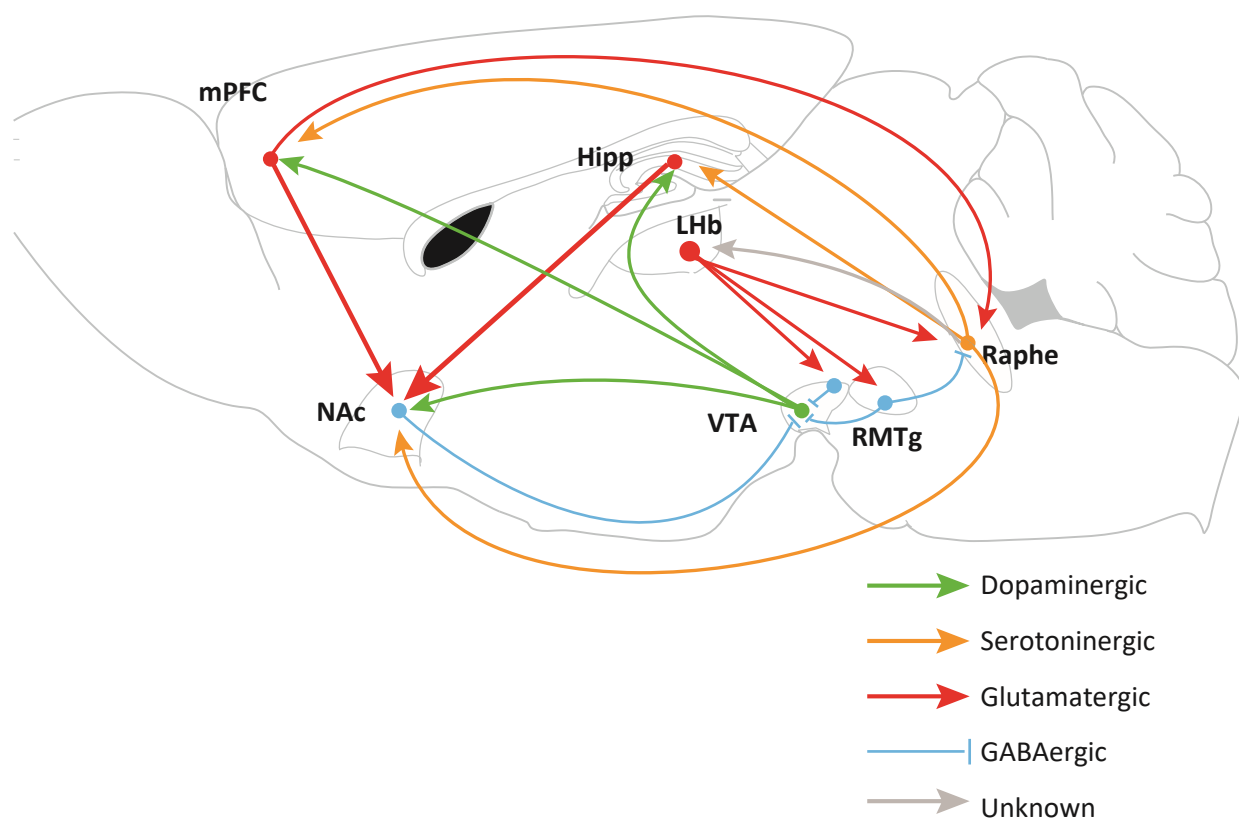 mPFC
Hipp
LHb
Raphe
NAc
VTA
RMTg
Dopaminergic
Serotoninergic
Glutamatergic
GABAergic
Unknown